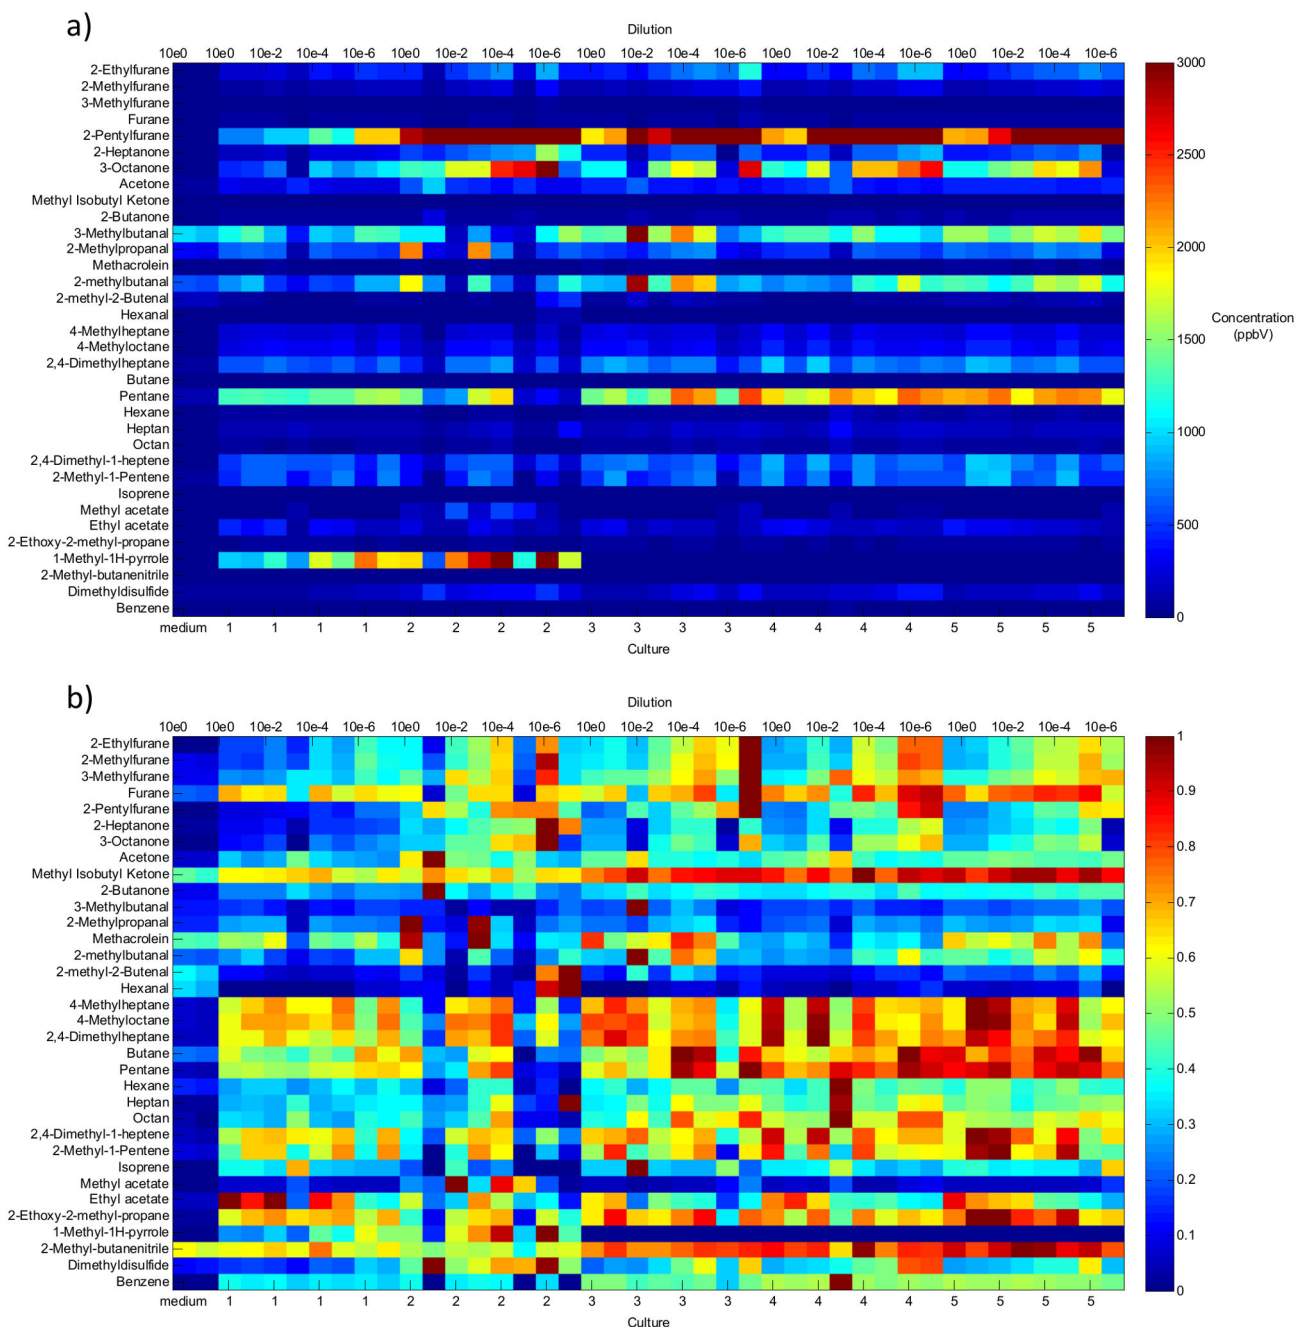 a)
Dilution
10e0 10e0 10e-2 10e-4 10e-6 10e0 10e-2 10e-4 10e-6 10e0 10e-2 10e-4 10e-6 10e0 10e-2 10e-4 10e-6 10e0 10e-2 10e-4 10e-6
2-Ethylfurane
2-Methylfurane
3-Methylfurane
Furane
2-Pentylfurane
2-Heptanone
3-Octanone
Acetone
Methyl Isobutyl Ketone
2-Butanone
3-Methylbutanal
2-Methylpropanal
Methacrolein
2-methylbutanal
2-methyl-2-Butenal
Hexanal
4-Methylheptane
4-Methyloctane
2,4-Dimethylheptane
Butane
Pentane
Hexane
Heptan
Octan
2,4-Dimethyl-1-heptene
2-Methyl-1-Pentene
Isoprene
Methyl acetate
Ethyl acetate
2-Ethoxy-2-methyl-propane
1-Methyl-1H-pyrrole
2-Methyl-butanenitrile
Dimethyldisulfide
Benzene
medium 1 1 1 1 2 2 2 2 3 3 3 3 4 4 4 4 5 5 5 5
Culture
3000
2500
2000
1500
1000
500
0
Concentration
(ppbV)
b)
Dilution
10e0 10e0 10e-2 10e-4 10e-6 10e0 10e-2 10e-4 10e-6 10e0 10e-2 10e-4 10e-6 10e0 10e-2 10e-4 10e-6 10e0 10e-2 10e-4 10e-6
2-Ethylfurane
2-Methylfurane
3-Methylfurane
Furane
2-Pentylfurane
2-Heptanone
3-Octanone
Acetone
Methyl Isobutyl Ketone
2-Butanone
3-Methylbutanal
2-Methylpropanal
Methacrolein
2-methylbutanal
2-methyl-2-Butenal
Hexanal
4-Methylheptane
4-Methyloctane
2,4-Dimethylheptane
Butane
Pentane
Hexane
Heptan
Octan
2,4-Dimethyl-1-heptene
2-Methyl-1-Pentene
Isoprene
Methyl acetate
Ethyl acetate
2-Ethoxy-2-methyl-propane
1-Methyl-1H-pyrrole
2-Methyl-butanenitrile
Dimethyldisulfide
Benzene
medium 1 1 1 1 2 2 2 2 3 3 3 3 4 4 4 4 5 5 5 5
Culture
1
0.9
0.8
0.7
0.6
0.5
0.4
0.3
0.2
0.1
0